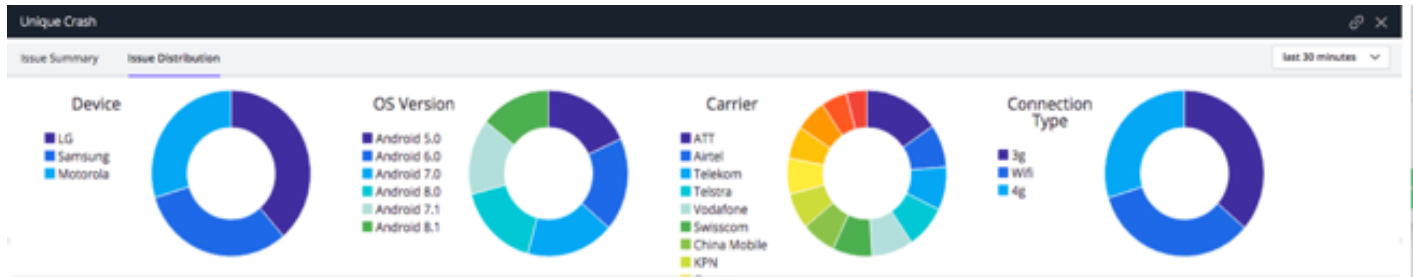 Unique Crash
Issue Summary
Issue Distribution
last 30 minutes
Device
LG
Samsung
Motorola
OS Version
Android 5.0
Android 6.0
Android 7.0
Android 8.0
Android 7.1
Android 8.1
Carrier
ATT
Airtel
Telekom
Telstra
Vodafone
Swisscom
China Mobile
KPN
Connection
Type
3g
Wifi
4g